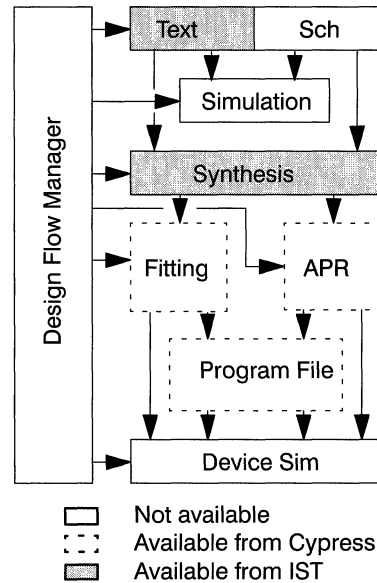 Text
Sch
Simulation
Design Flow Manager
Synthesis
Fitting
APR
Program File
Device Sim
Not available
Available from Cypress
Available from IST